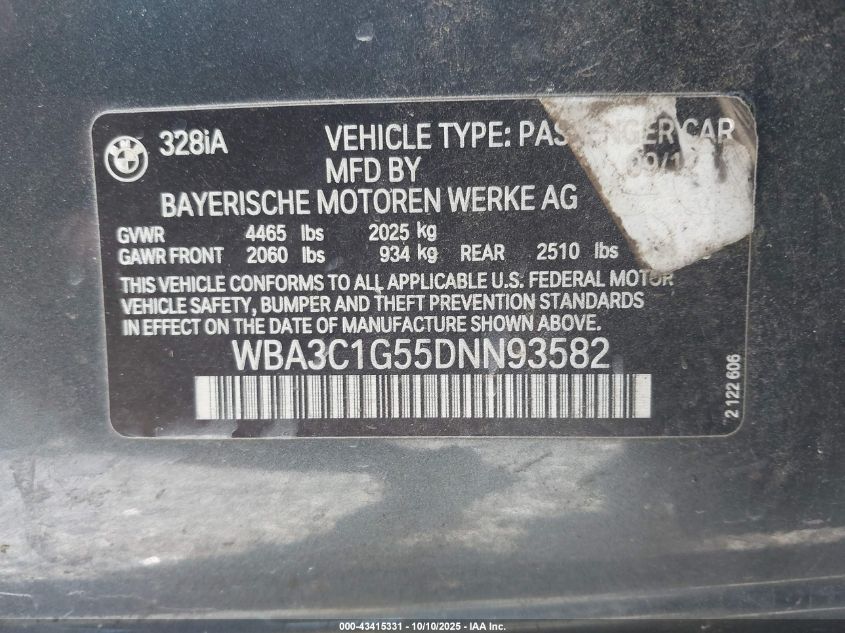 BMW
328iA VEHICLE TYPE: PASSENGER CAR
MFD BY
BAYERISCHE MOTOREN WERKE AG
GVWR 4465 lbs 2025 kg
GAWR FRONT 2060 lbs 934 kg REAR 2510 lbs
THIS VEHICLE CONFORMS TO ALL APPLICABLE U.S. FEDERAL MOTOR
VEHICLE SAFETY, BUMPER AND THEFT PREVENTION STANDARDS
IN EFFECT ON THE DATE OF MANUFACTURE SHOWN ABOVE.
WBA3C1G55DNN93582
2 122 606
000-43415331 - 10/10/2025 - IAA Inc.